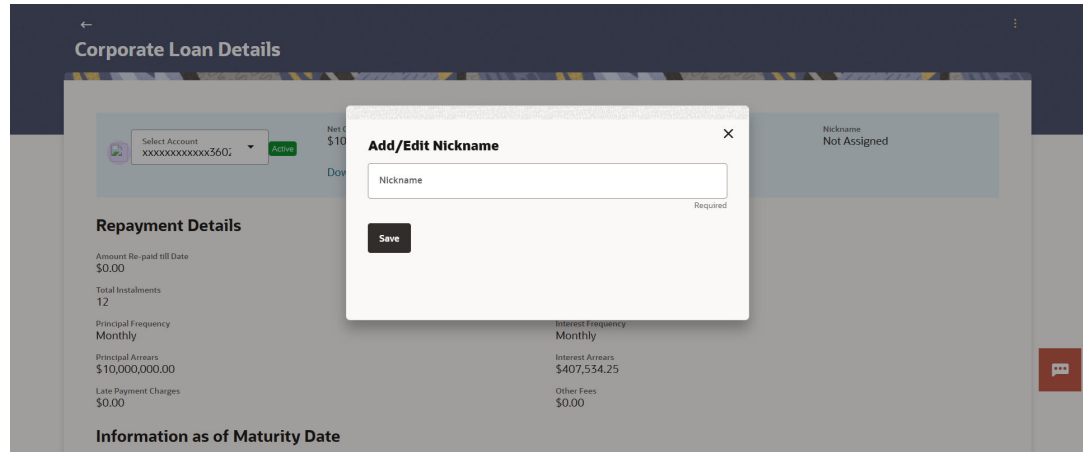 Corporate Loan Details
Select Account
xxxxxxxxxxxx3602
Active
Net
$10
Nickname
Not Assigned
Add/Edit Nickname
Nickname
Required
Save
Repayment Details
Amount Re-paid till Date
$0.00
Total Instalments
12
Principal Frequency
Monthly
Interest Frequency
Monthly
Principal Arrears
$10,000,000.00
Interest Arrears
$407,534.25
Late Payment Charges
$0.00
Other Fees
$0.00
Information as of Maturity Date